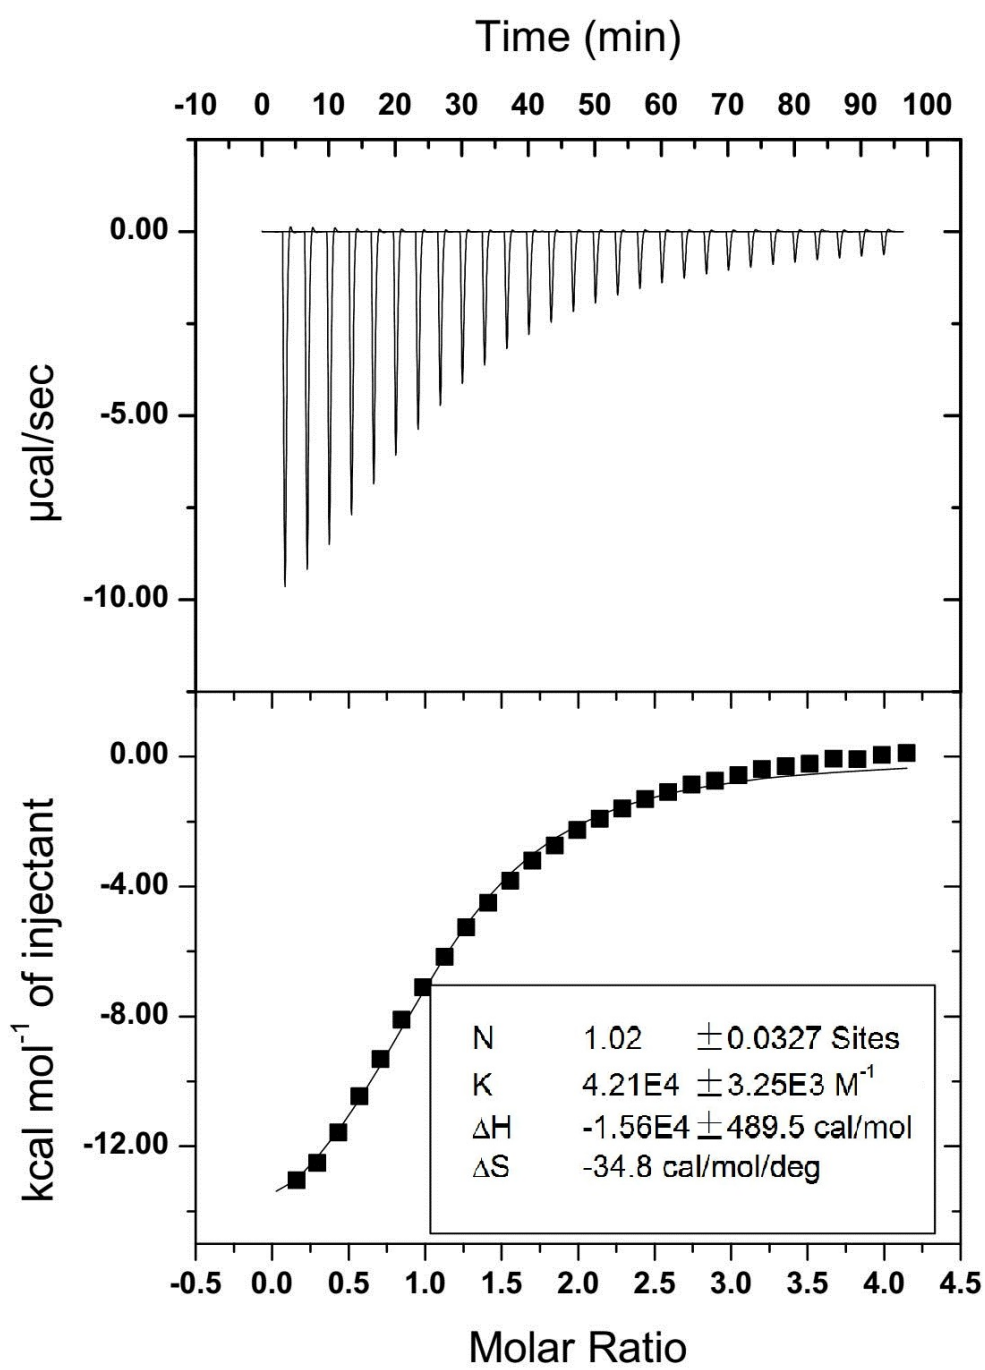 Time (min)
-10 0 10 20 30 40 50 60 70 80 90 100
0.00
-5.00
-10.00
µcal/sec
0.00
-4.00
-8.00
-12.00
kcal mol⁻¹ of injectant
N 1.02 ±0.0327 Sites
K 4.21E4 ±3.25E3 M⁻¹
ΔH -1.56E4 ±489.5 cal/mol
ΔS -34.8 cal/mol/deg
-0.5 0.0 0.5 1.0 1.5 2.0 2.5 3.0 3.5 4.0 4.5
Molar Ratio